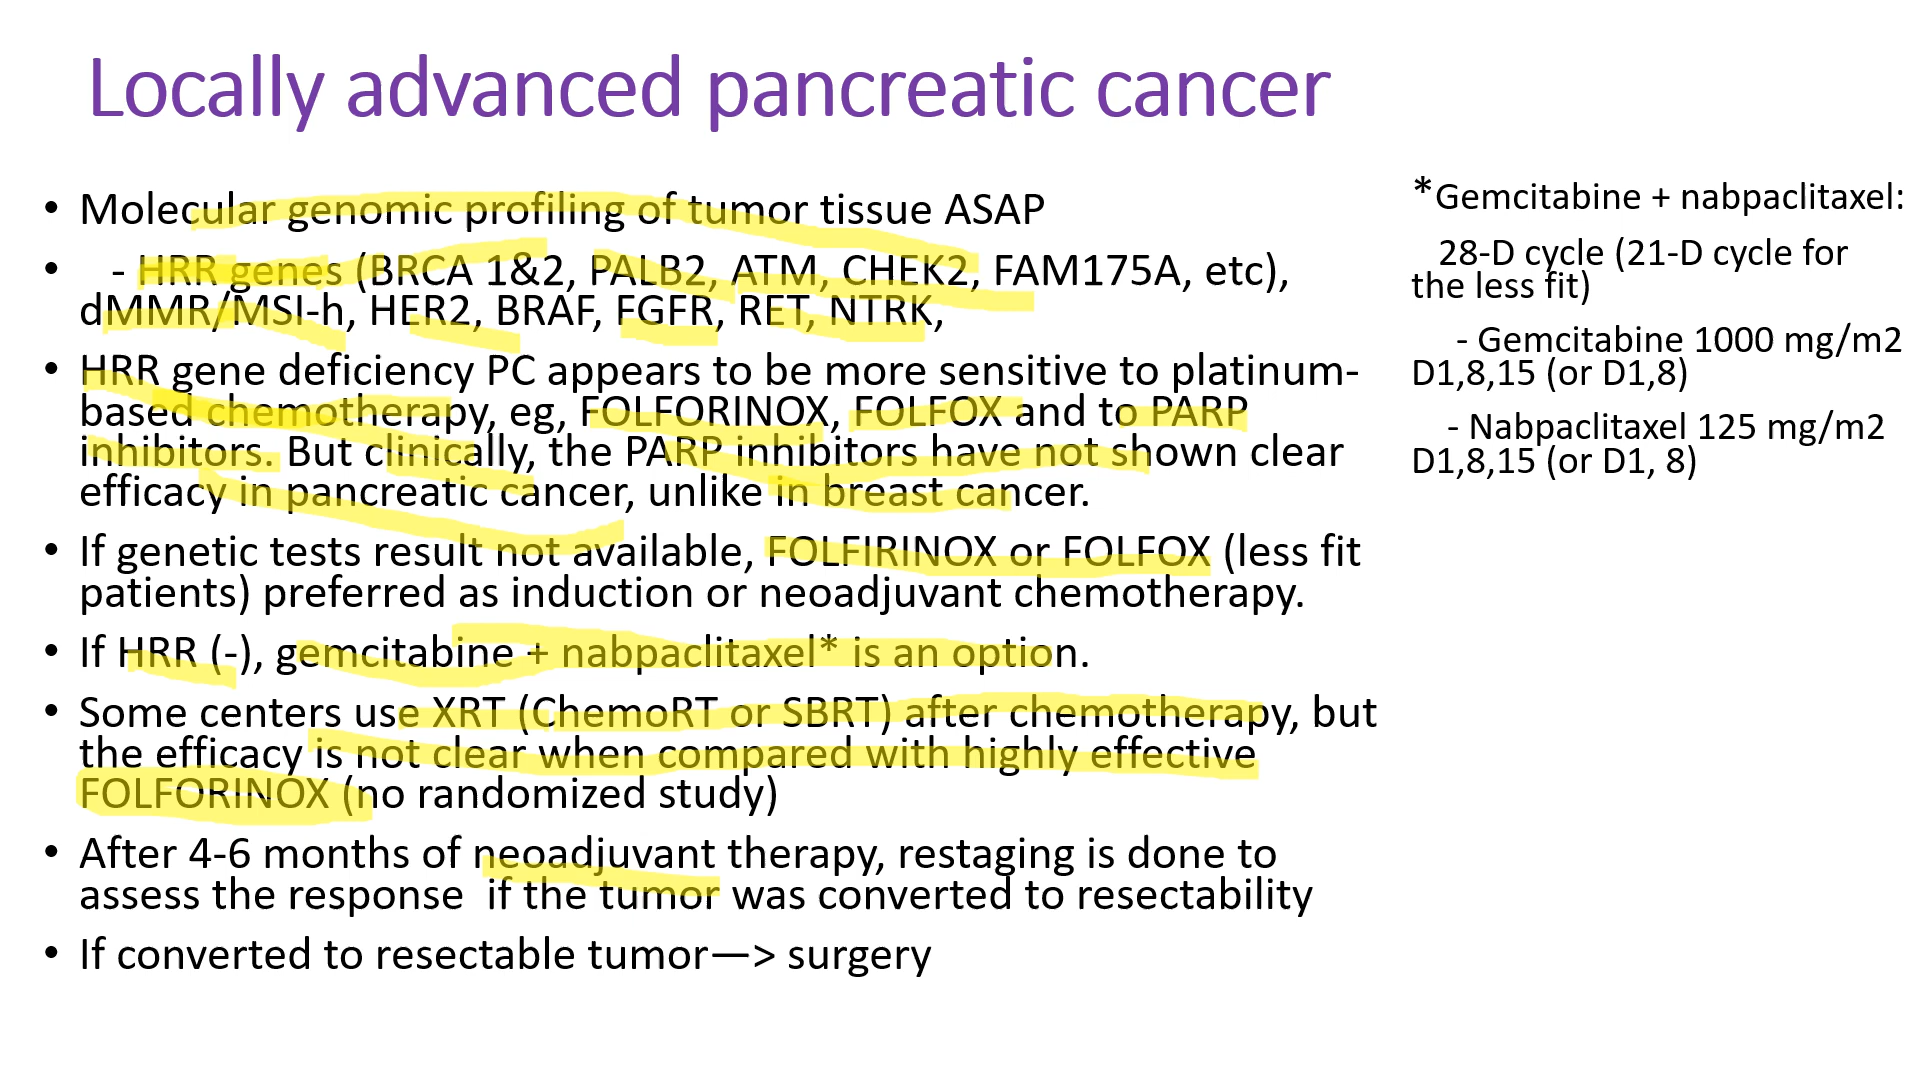 Locally advanced pancreatic cancer
• Molecular genomic profiling of tumor tissue ASAP
• - HRR genes (BRCA 1&2, PALB2, ATM, CHEK2, FAM175A, etc),
dMMR/MSI-h, HER2, BRAF, FGFR, RET, NTRK,
• HRR gene deficiency PC appears to be more sensitive to platinum-
based chemotherapy, eg, FOLFORINOX, FOLFOX and to PARP
inhibitors. But clinically, the PARP inhibitors have not shown clear
efficacy in pancreatic cancer, unlike in breast cancer.
• If genetic tests result not available, FOLFIRINOX or FOLFOX (less fit
patients) preferred as induction or neoadjuvant chemotherapy.
• If HRR (-), gemcitabine + nabpaclitaxel* is an option.
• Some centers use XRT (ChemoRT or SBRT) after chemotherapy, but
the efficacy is not clear when compared with highly effective
FOLFORINOX (no randomized study)
• After 4-6 months of neoadjuvant therapy, restaging is done to
assess the response  if the tumor was converted to resectability
• If converted to resectable tumor—> surgery
*Gemcitabine + nabpaclitaxel:
28-D cycle (21-D cycle for
the less fit)
- Gemcitabine 1000 mg/m2
D1,8,15 (or D1,8)
- Nabpaclitaxel 125 mg/m2
D1,8,15 (or D1, 8)